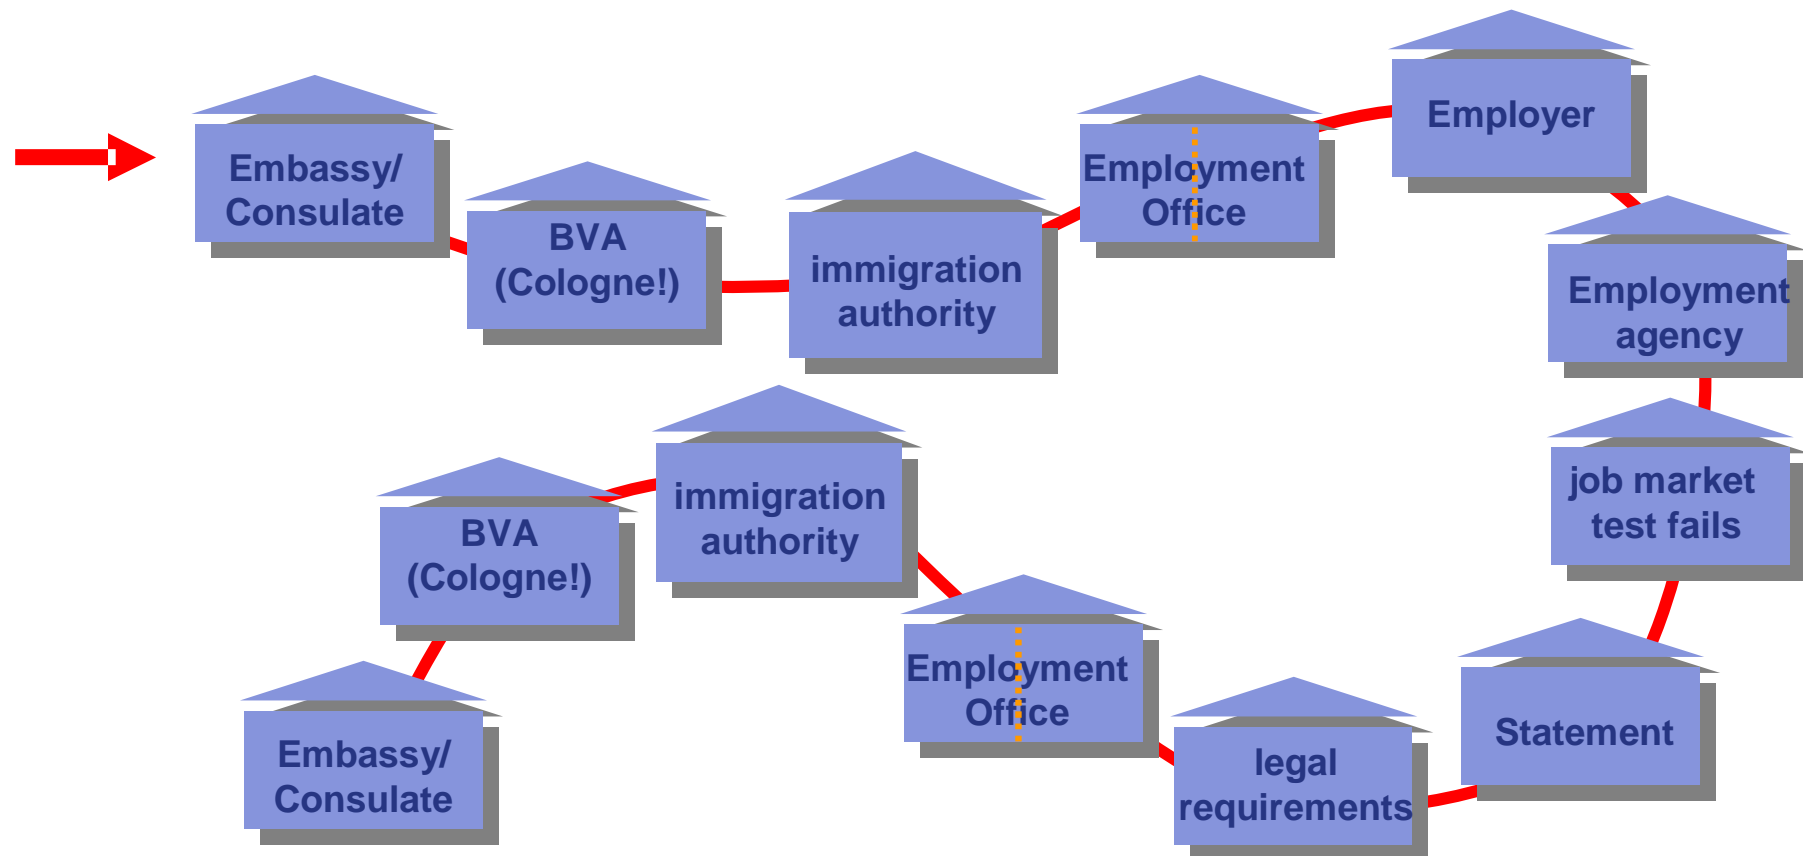 Embassy/
Consulate
BVA
(Cologne!)
immigration
authority
Employment
Office
Employer
Employment
agency
job market
test fails
Statement
legal
requirements
Employment
Office
immigration
authority
BVA
(Cologne!)
Embassy/
Consulate